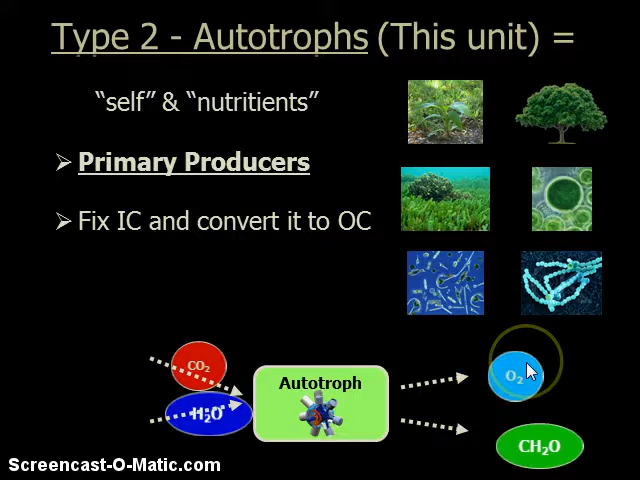 Type 2 - Autotrophs (This unit) =
“self” & “nutritients”
Primary Producers
Fix IC and convert it to OC
CO2
H2O
Autotroph
O2
CH2O
Screencast-O-Matic.com